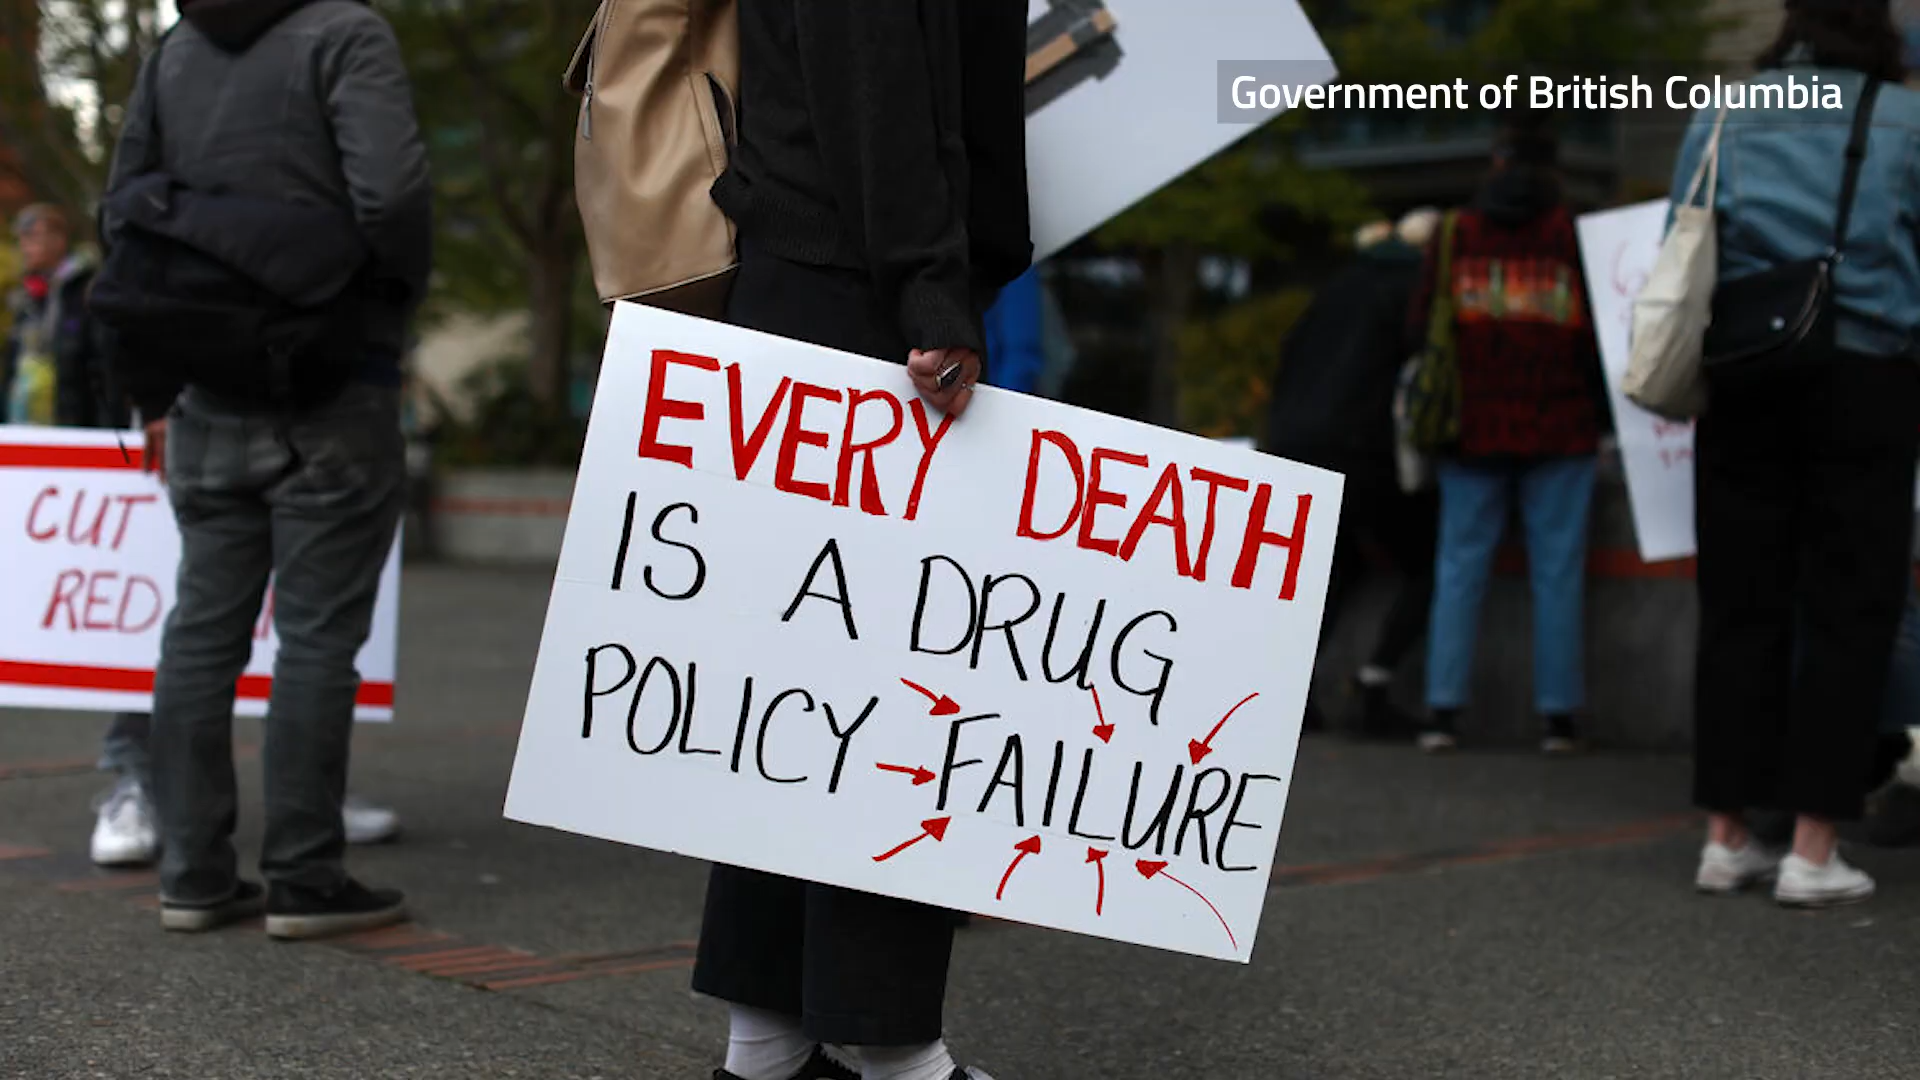 Government of British Columbia
EVERY DEATH
IS A DRUG
POLICY FAILURE
CUT
RED